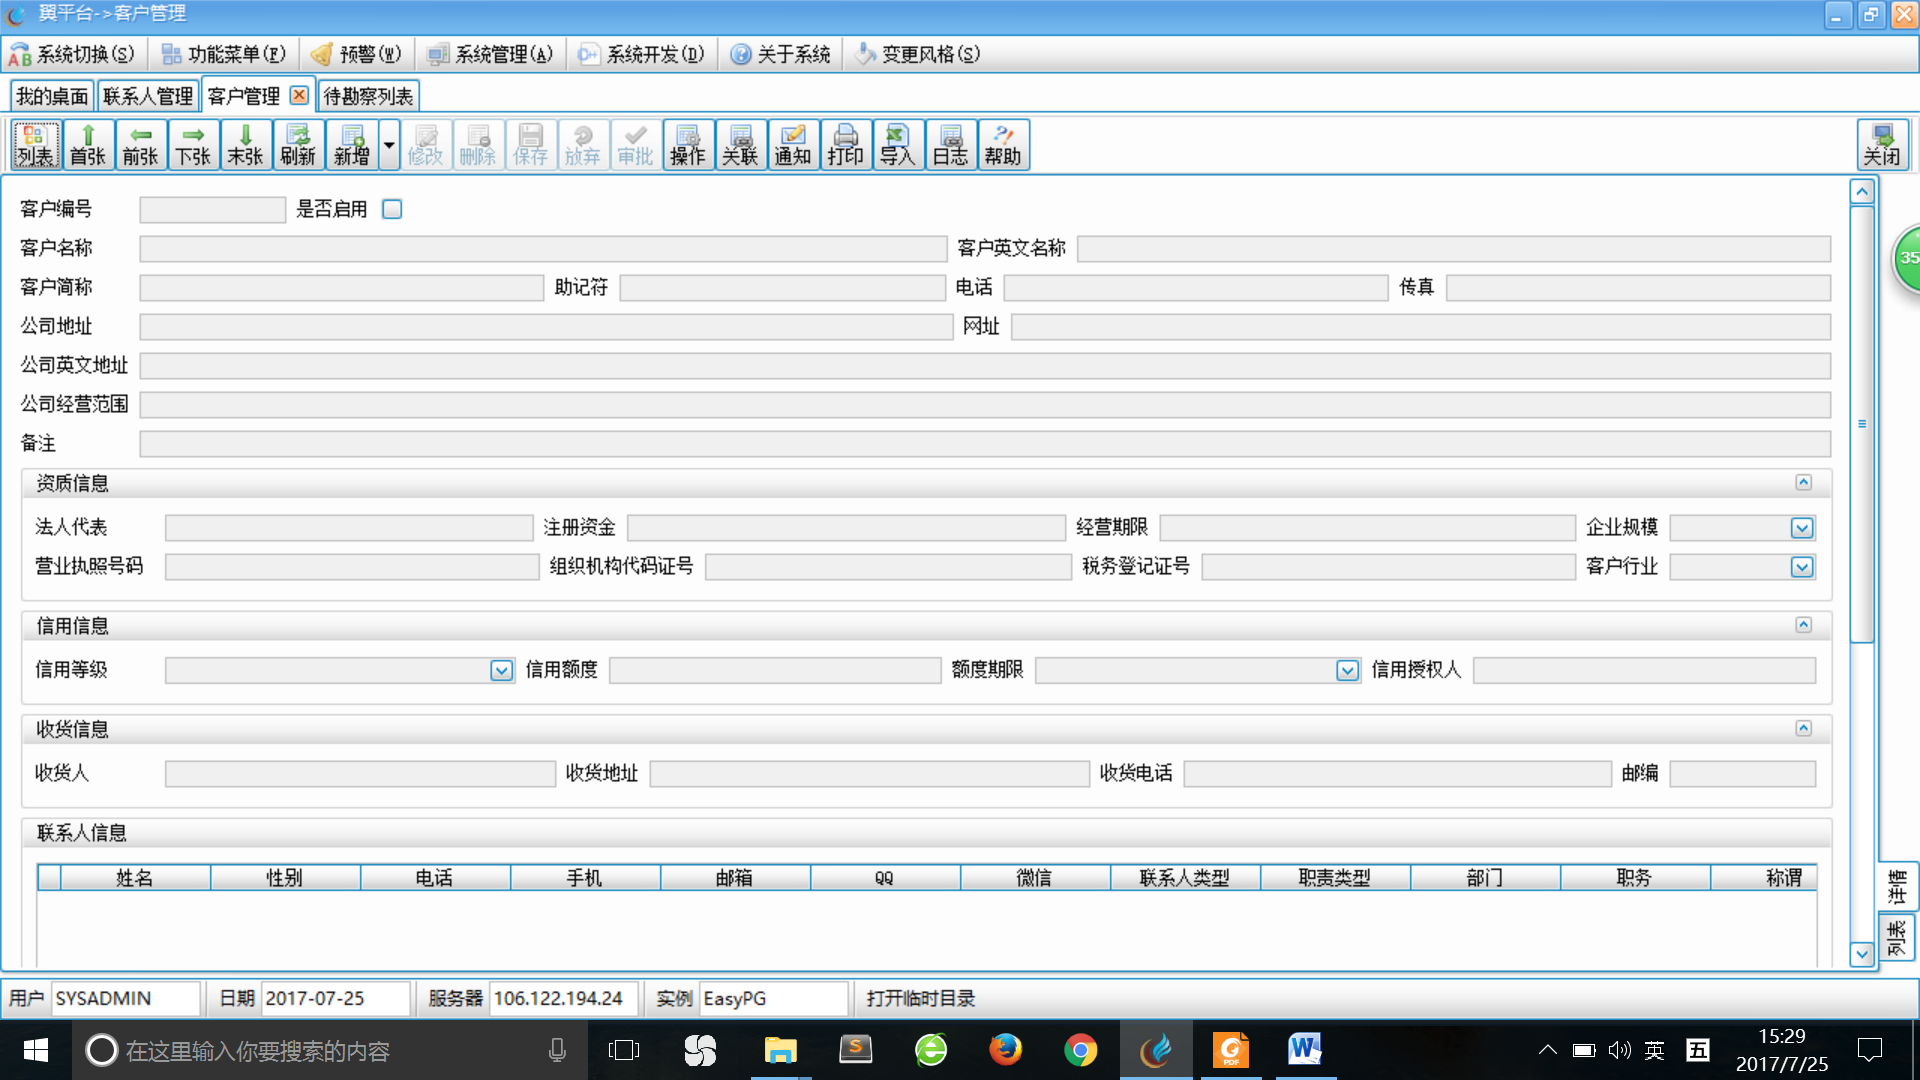 翼平台->客户管理
系统切换(S) 功能菜单(F) 预警(W) 系统管理(A) 系统开发(D) 关于系统 变更风格(S)
我的桌面 联系人管理 客户管理 待勘察列表
列表 首张 前张 下张 末张 刷新 新增 修改 删除 保存 放弃 审批 操作 关联 通知 打印 导入 日志 帮助 关闭
客户编号 是否启用
客户名称 客户英文名称
35
客户简称 助记符 电话 传真
公司地址 网址
公司英文地址
公司经营范围
备注
资质信息
法人代表 注册资金 经营期限 企业规模
营业执照号码 组织机构代码证号 税务登记证号 客户行业
信用信息
信用等级 信用额度 额度期限 信用授权人
收货信息
收货人 收货地址 收货电话 邮编
联系人信息
姓名 性别 电话 手机 邮箱 QQ 微信 联系人类型 职责类型 部门 职务 称谓
详情
列表
用户 SYSADMIN 日期 2017-07-25 服务器 106.122.194.24 实例 EasyPG 打开临时目录
在这里输入你要搜索的内容
PDF
英 五
15:29
2017/7/25